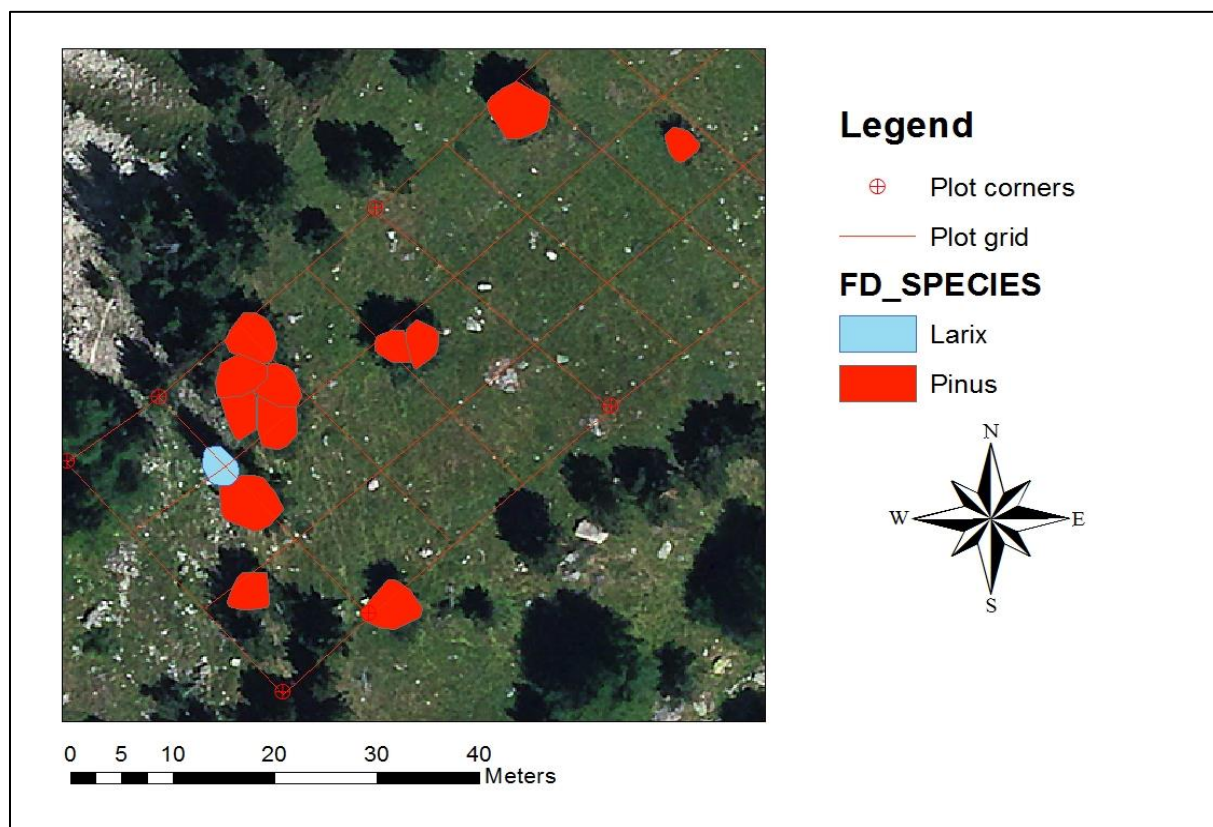 Legend
Plot corners
Plot grid
FD_SPECIES
Larix
Pinus
N
W E
S
0 5 10 20 30 40
Meters